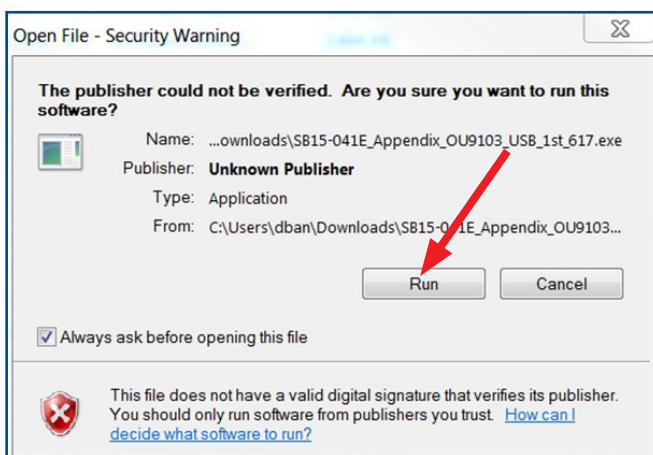 Open File - Security Warning
The publisher could not be verified. Are you sure you want to run this
software?
Name: ...ownloads\SB15-041E_Appendix_OU9103_USB_1st_617.exe
Publisher: Unknown Publisher
Type: Application
From: C:\Users\dban\Downloads\SB15-041E_Appendix_OU9103...
Run Cancel
Always ask before opening this file
This file does not have a valid digital signature that verifies its publisher.
You should only run software from publishers you trust. How can I
decide what software to run?